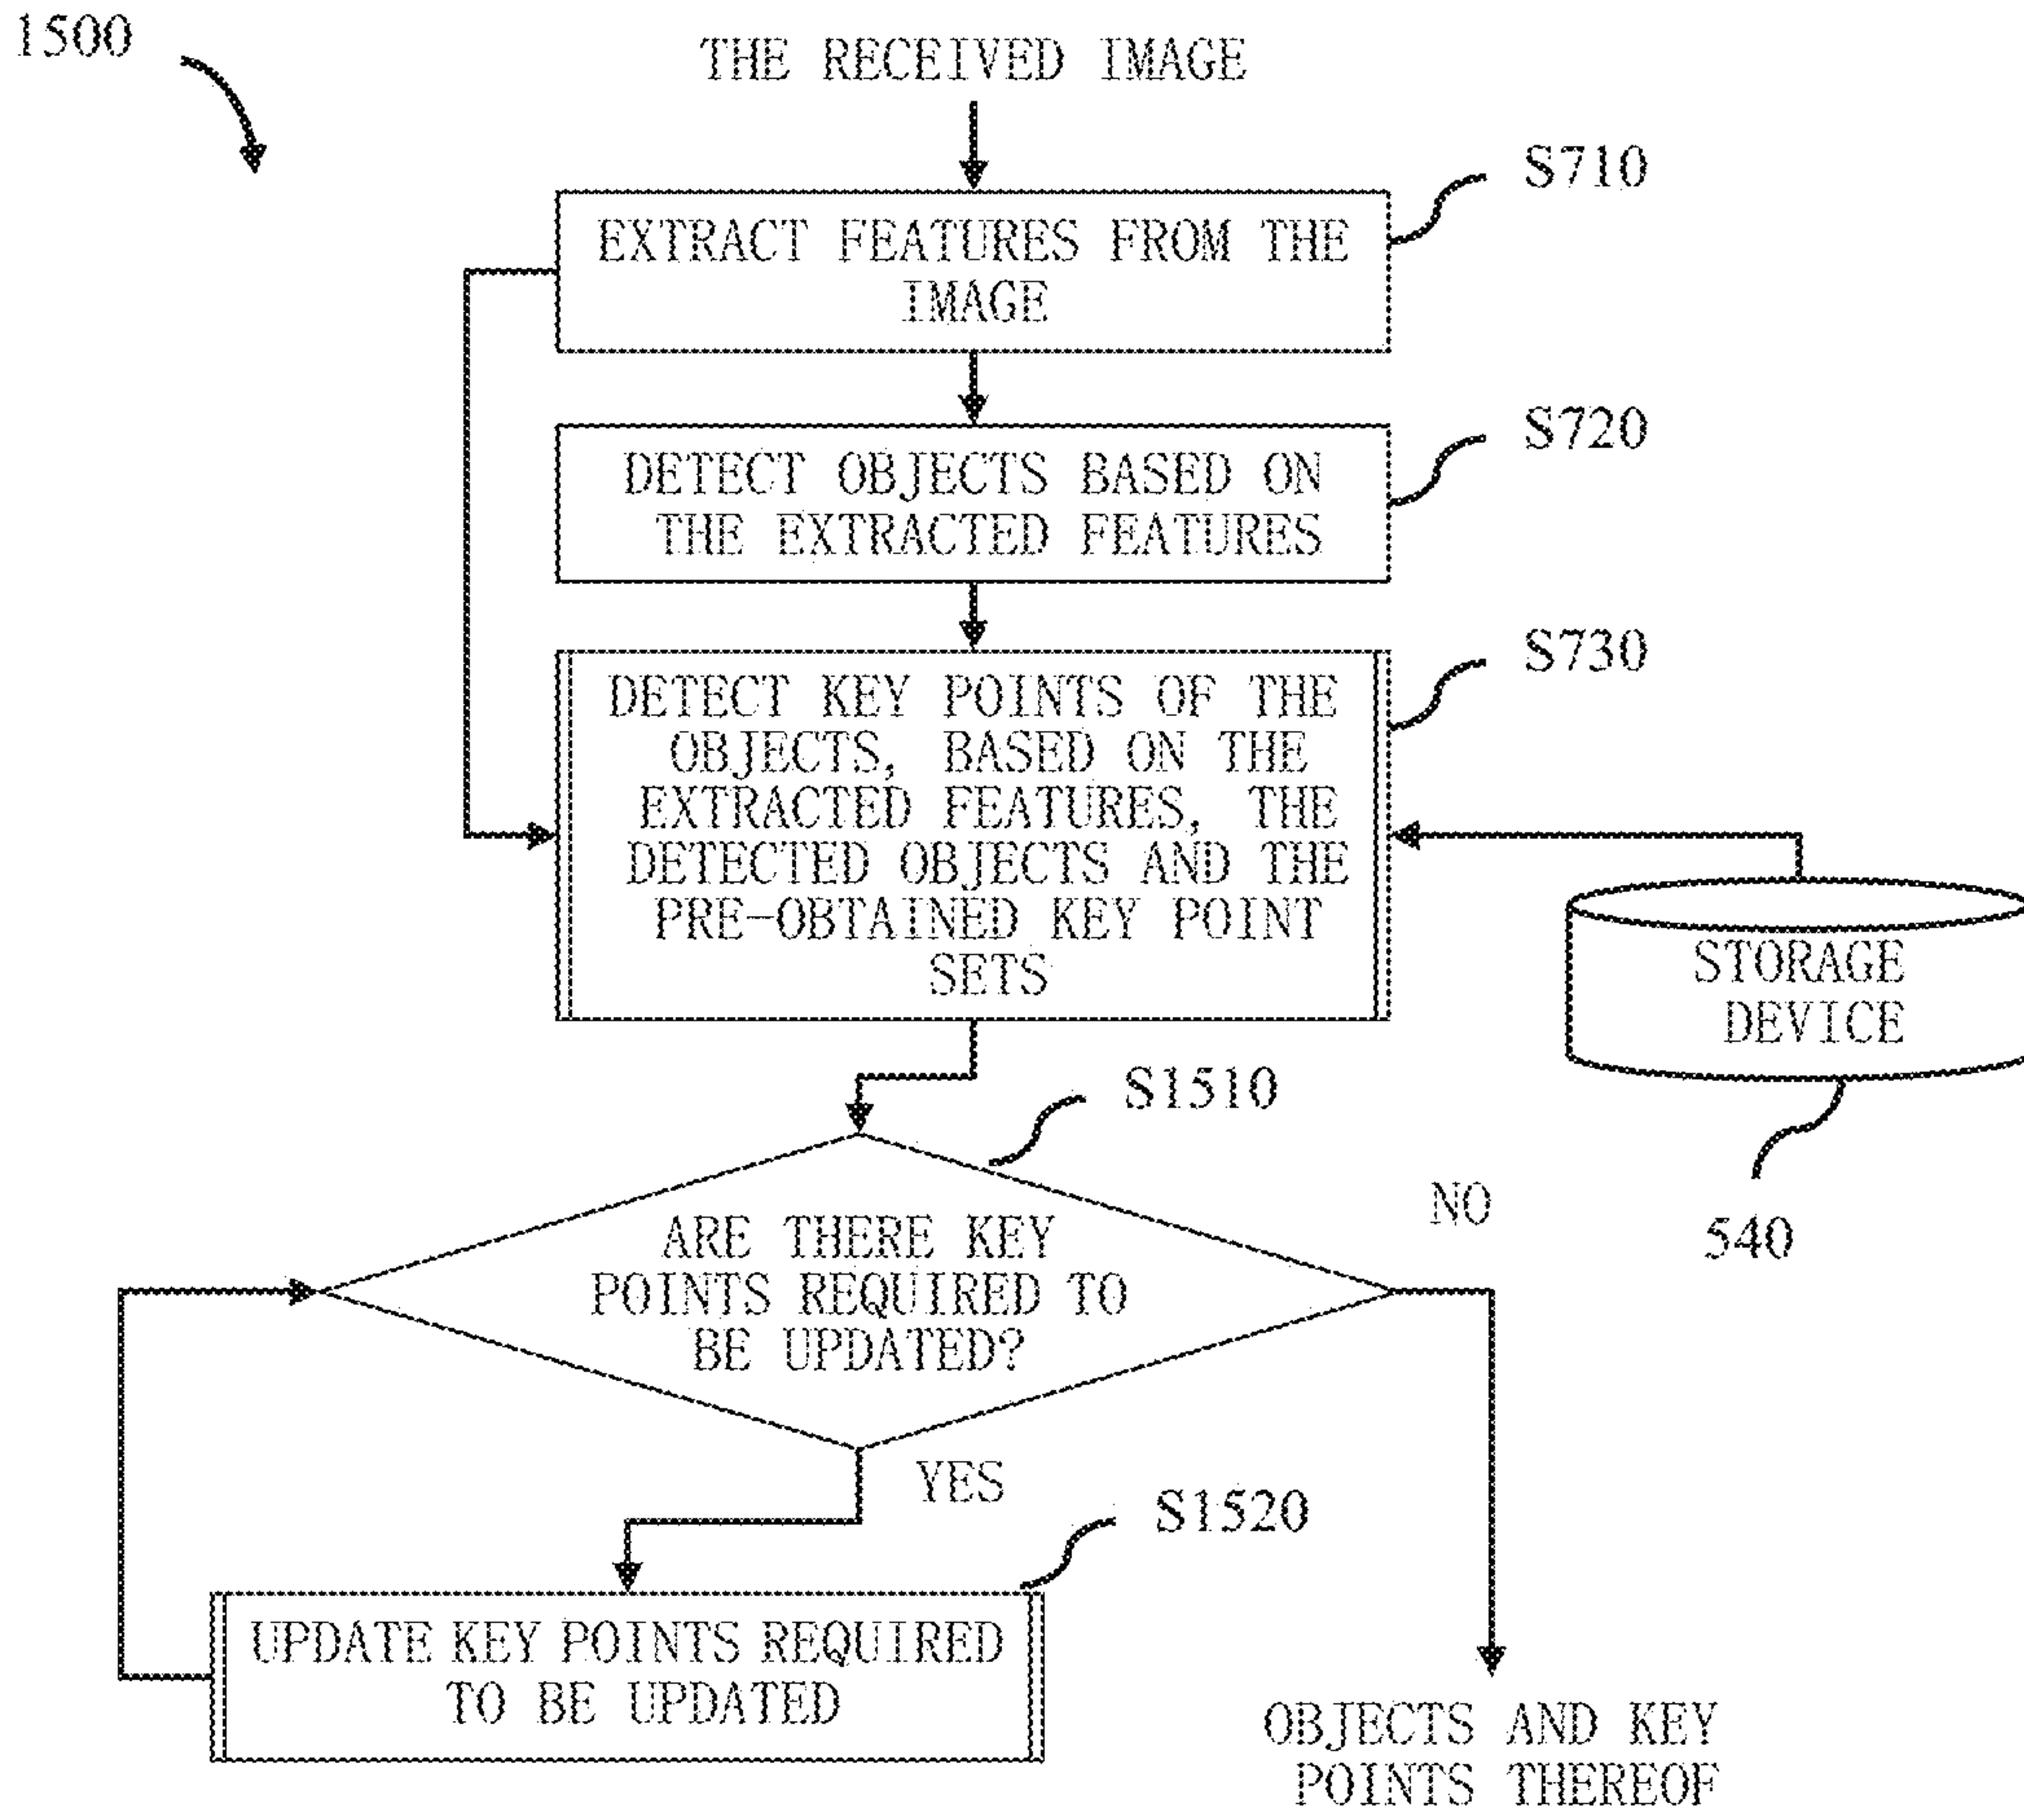 1500
THE RECEIVED IMAGE
S710
EXTRACT FEATURES FROM THE
IMAGE
S720
DETECT OBJECTS BASED ON
THE EXTRACTED FEATURES
S730
DETECT KEY POINTS OF THE
OBJECTS, BASED ON THE
EXTRACTED FEATURES, THE
DETECTED OBJECTS AND THE
PRE-OBTAINED KEY POINT
SETS
STORAGE
DEVICE
540
S1510
ARE THERE KEY
POINTS REQUIRED TO
BE UPDATED?
NO
YES
S1520
UPDATE KEY POINTS REQUIRED
TO BE UPDATED
OBJECTS AND KEY
POINTS THEREOF